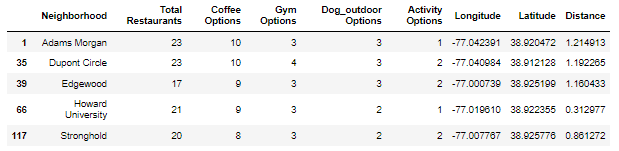 Neighborhood Total Restaurants Coffee Options Gym Options Dog_outdoor Options Activity Options Longitude Latitude Distance
1 Adams Morgan 23 10 3 3 1 -77.042391 38.920472 1.214913
35 Dupont Circle 23 10 4 3 2 -77.040984 38.912128 1.192265
39 Edgewood 17 9 3 3 2 -77.000739 38.925199 1.160433
66 Howard University 21 9 3 2 1 -77.019610 38.922355 0.312977
117 Stronghold 20 8 3 2 2 -77.007767 38.925776 0.861272